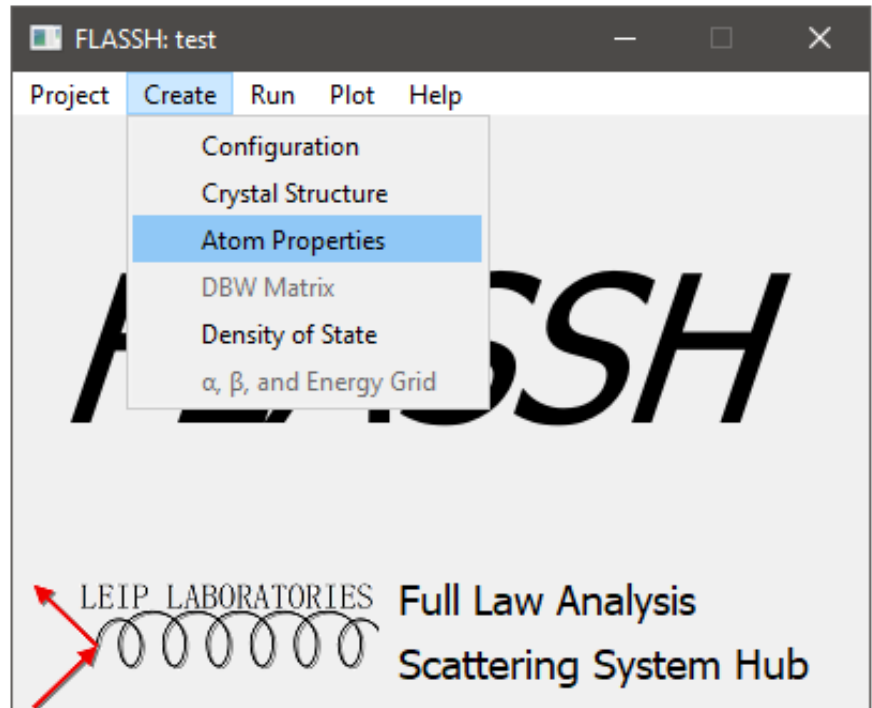 FLASSH: test
Project Create Run Plot Help
Configuration
Crystal Structure
Atom Properties
DBW Matrix
Density of State
α, β, and Energy Grid
FLASSH
LEIP LABORATORIES
Full Law Analysis
Scattering System Hub